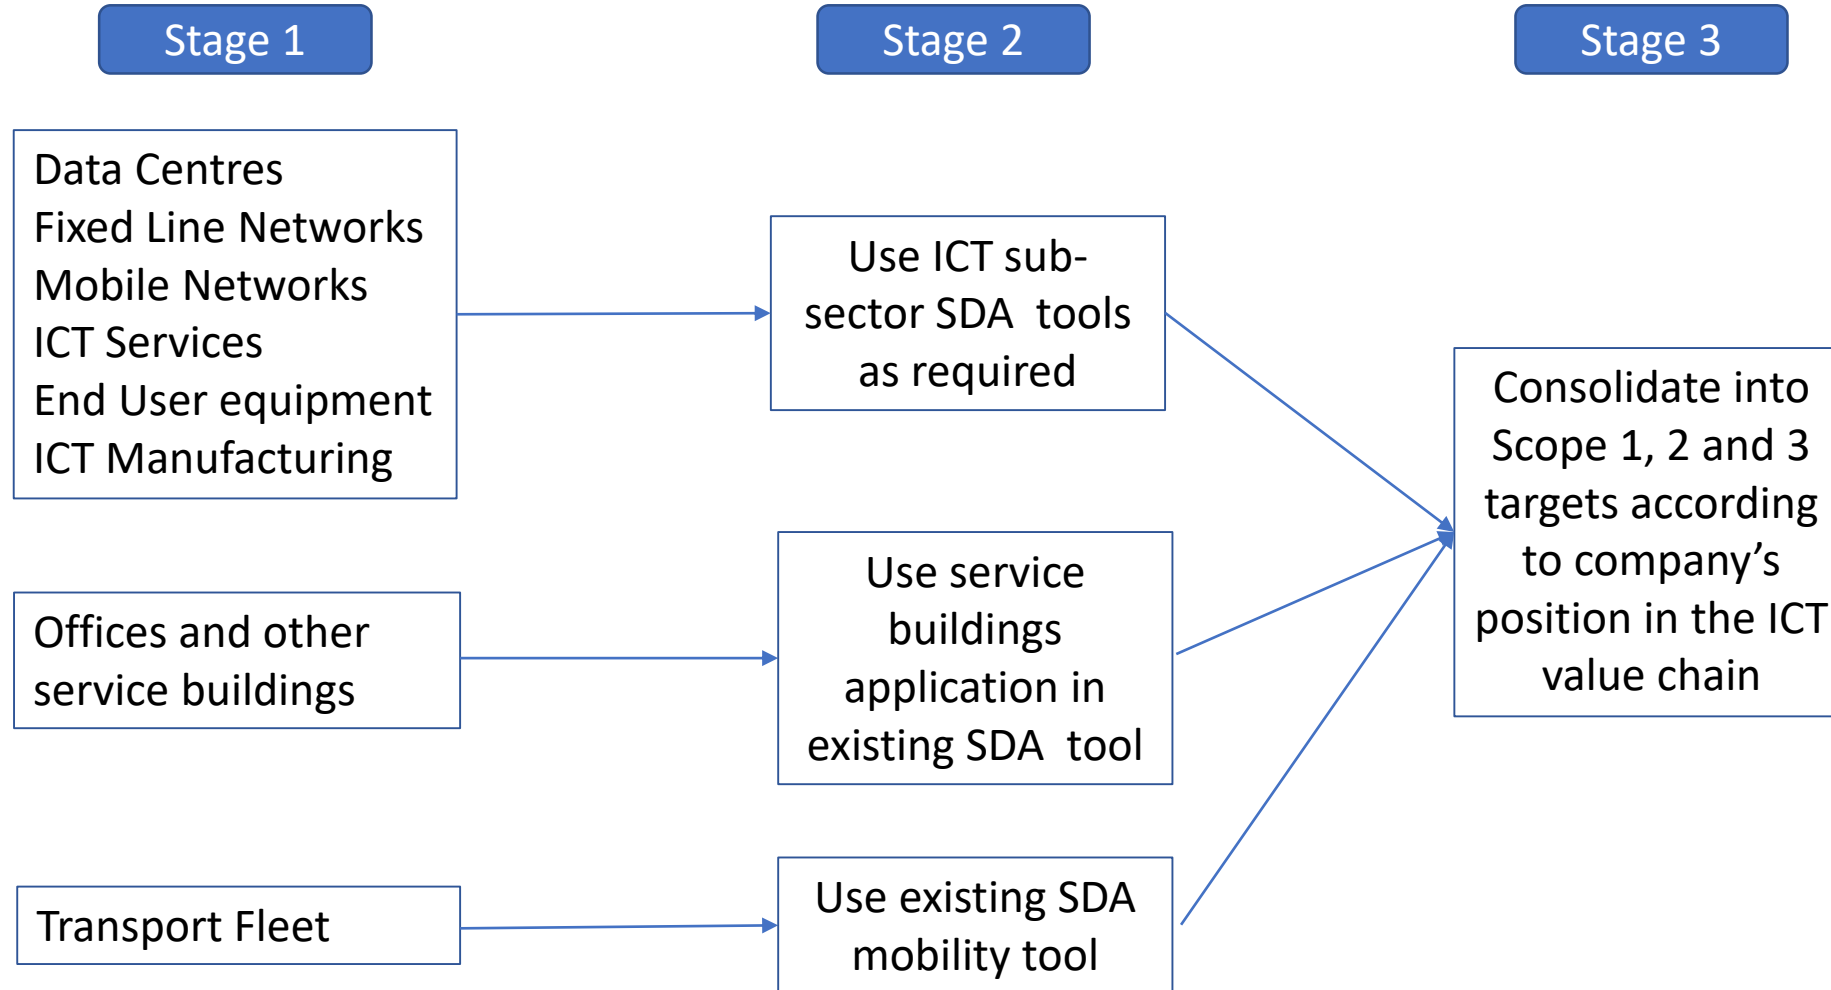 Stage 1
Stage 2
Stage 3
Data Centres
Fixed Line Networks
Mobile Networks
ICT Services
End User equipment
ICT Manufacturing
Use ICT sub-
sector SDA tools
as required
Consolidate into
Scope 1, 2 and 3
targets according
to company’s
position in the ICT
value chain
Offices and other
service buildings
Use service
buildings
application in
existing SDA tool
Transport Fleet
Use existing SDA
mobility tool